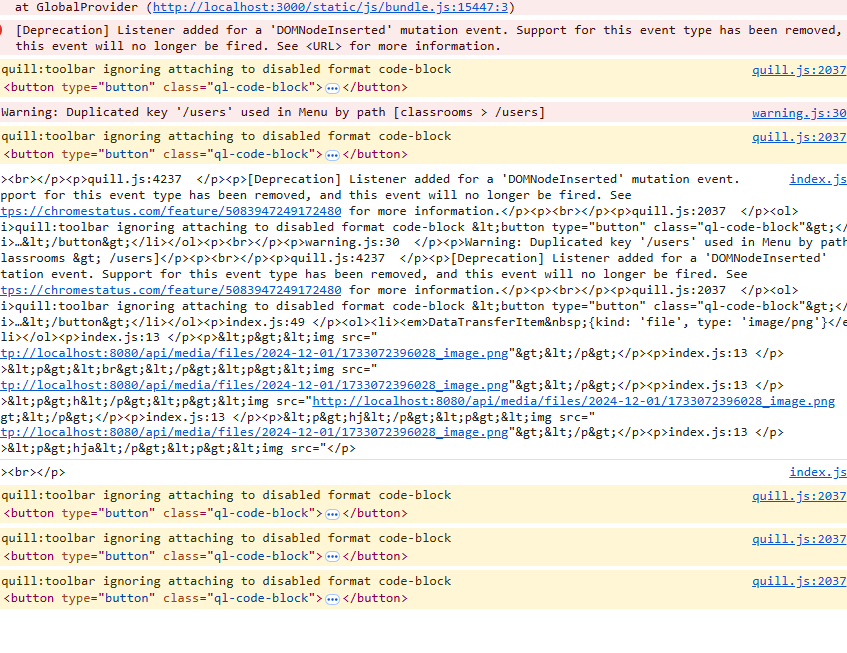 at GlobalProvider (http://localhost:3000/static/js/bundle.js:15447:3)
[Deprecation] Listener added for a 'DOMNodeInserted' mutation event. Support for this event type has been removed,
this event will no longer be fired. See <URL> for more information.
quill:toolbar ignoring attaching to disabled format code-block quill.js:2037
<button type="button" class="ql-code-block">…</button>
Warning: Duplicated key '/users' used in Menu by path [classrooms > /users] warning.js:30
quill:toolbar ignoring attaching to disabled format code-block quill.js:2037
<button type="button" class="ql-code-block">…</button>
><br></p><p>quill.js:4237  </p><p>[Deprecation] Listener added for a 'DOMNodeInserted' mutation event. index.js
pport for this event type has been removed, and this event will no longer be fired. See
tps://chromestatus.com/feature/5083947249172480 for more information.</p><p><br></p><p>quill.js:2037  </p><ol>
i>quill:toolbar ignoring attaching to disabled format code-block &lt;button type="button" class="ql-code-block"&gt;</
i>…&lt;/button&gt;</li></ol><p><br></p><p>warning.js:30  </p><p>Warning: Duplicated key '/users' used in Menu by path
lassrooms &gt; /users]</p><p><br></p><p>quill.js:4237  </p><p>[Deprecation] Listener added for a 'DOMNodeInserted'
tation event. Support for this event type has been removed, and this event will no longer be fired. See
tps://chromestatus.com/feature/5083947249172480 for more information.</p><p><br></p><p>quill.js:2037  </p><ol>
i>quill:toolbar ignoring attaching to disabled format code-block &lt;button type="button" class="ql-code-block"&gt;</
i>…&lt;/button&gt;</li></ol><p>index.js:49 </p><ol><li><em>DataTransferItem&nbsp;{kind: 'file', type: 'image/png'}</e
li></ol><p>index.js:13 </p><p>&lt;p&gt;&lt;img src="
tp://localhost:8080/api/media/files/2024-12-01/1733072396028_image.png"&gt;&lt;/p&gt;</p><p>index.js:13 </p>
>&lt;p&gt;&lt;br&gt;&lt;/p&gt;&lt;p&gt;&lt;img src="
tp://localhost:8080/api/media/files/2024-12-01/1733072396028_image.png"&gt;&lt;/p&gt;</p><p>index.js:13 </p>
>&lt;p&gt;h&lt;/p&gt;&lt;p&gt;&lt;img src="http://localhost:8080/api/media/files/2024-12-01/1733072396028_image.png
gt;&lt;/p&gt;</p><p>index.js:13 </p><p>&lt;p&gt;hj&lt;/p&gt;&lt;p&gt;&lt;img src="
tp://localhost:8080/api/media/files/2024-12-01/1733072396028_image.png"&gt;&lt;/p&gt;</p><p>index.js:13 </p>
>&lt;p&gt;hja&lt;/p&gt;&lt;p&gt;&lt;img src="</p>
><br></p> index.js
quill:toolbar ignoring attaching to disabled format code-block quill.js:2037
<button type="button" class="ql-code-block">…</button>
quill:toolbar ignoring attaching to disabled format code-block quill.js:2037
<button type="button" class="ql-code-block">…</button>
quill:toolbar ignoring attaching to disabled format code-block quill.js:2037
<button type="button" class="ql-code-block">…</button>